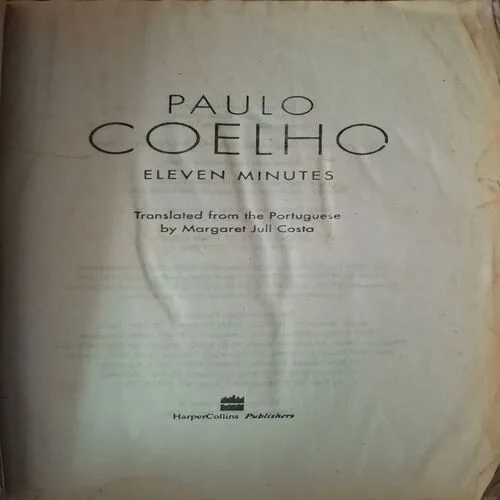 PAULO
COELHO
ELEVEN MINUTES
Translated from the Portuguese
by Margaret Jull Costa
HarperCollins Publishers